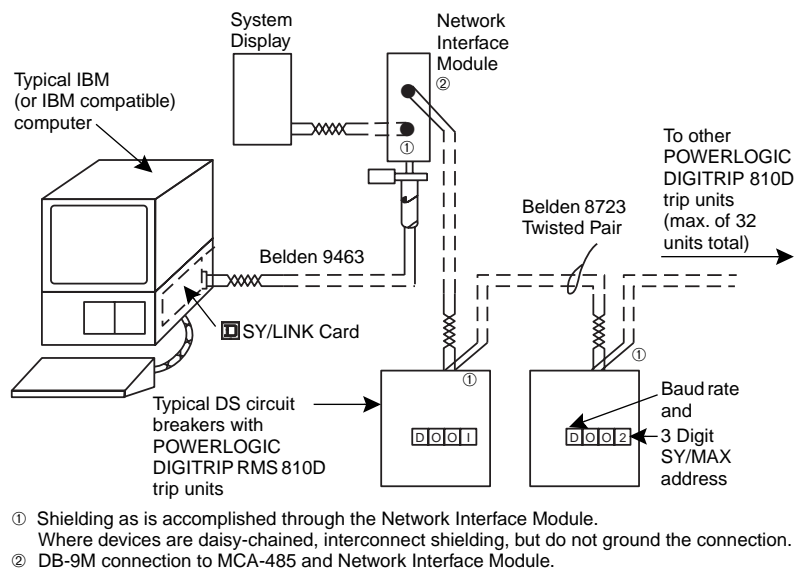 System
Display
Network
Interface
Module
②
①
Typical IBM
(or IBM compatible)
computer
To other
POWERLOGIC
DIGITRIP 810D
trip units
(max. of 32
units total)
Belden 8723
Twisted Pair
Belden 9463
D SY/LINK Card
①
①
Typical DS circuit
breakers with
POWERLOGIC
DIGITRIP RMS 810D
trip units
DOOI
DOO2
Baud rate
and
3 Digit
SY/MAX
address
① Shielding as is accomplished through the Network Interface Module.
Where devices are daisy-chained, interconnect shielding, but do not ground the connection.
② DB-9M connection to MCA-485 and Network Interface Module.